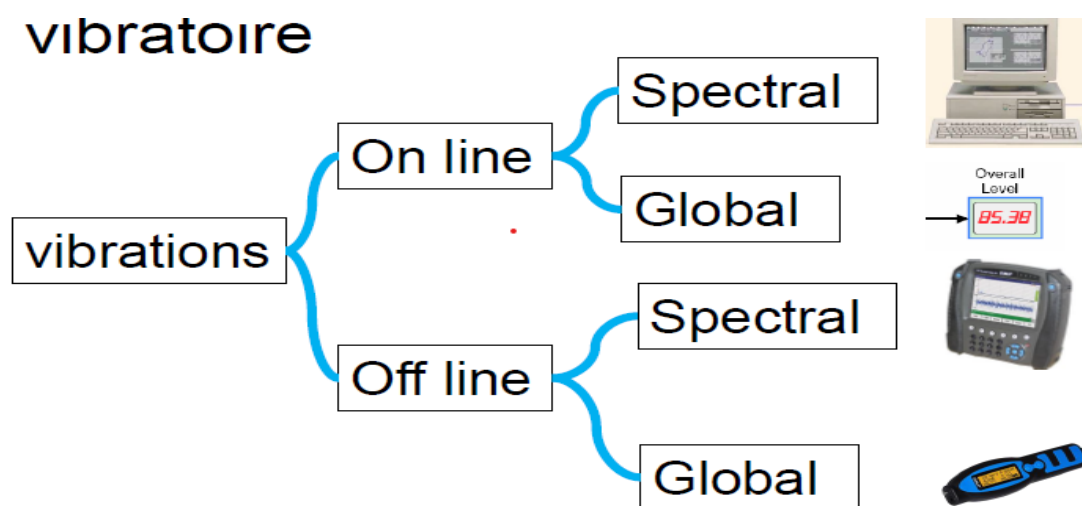 vibratoire
Spectral
On line
Overall
Level
85.38
Global
vibrations
Spectral
Off line
Global